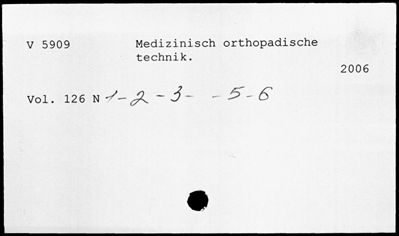 V 5909 Medizinisch orthopadische
technik.
2006
Vol. 126 N 1-2-3- -5-6